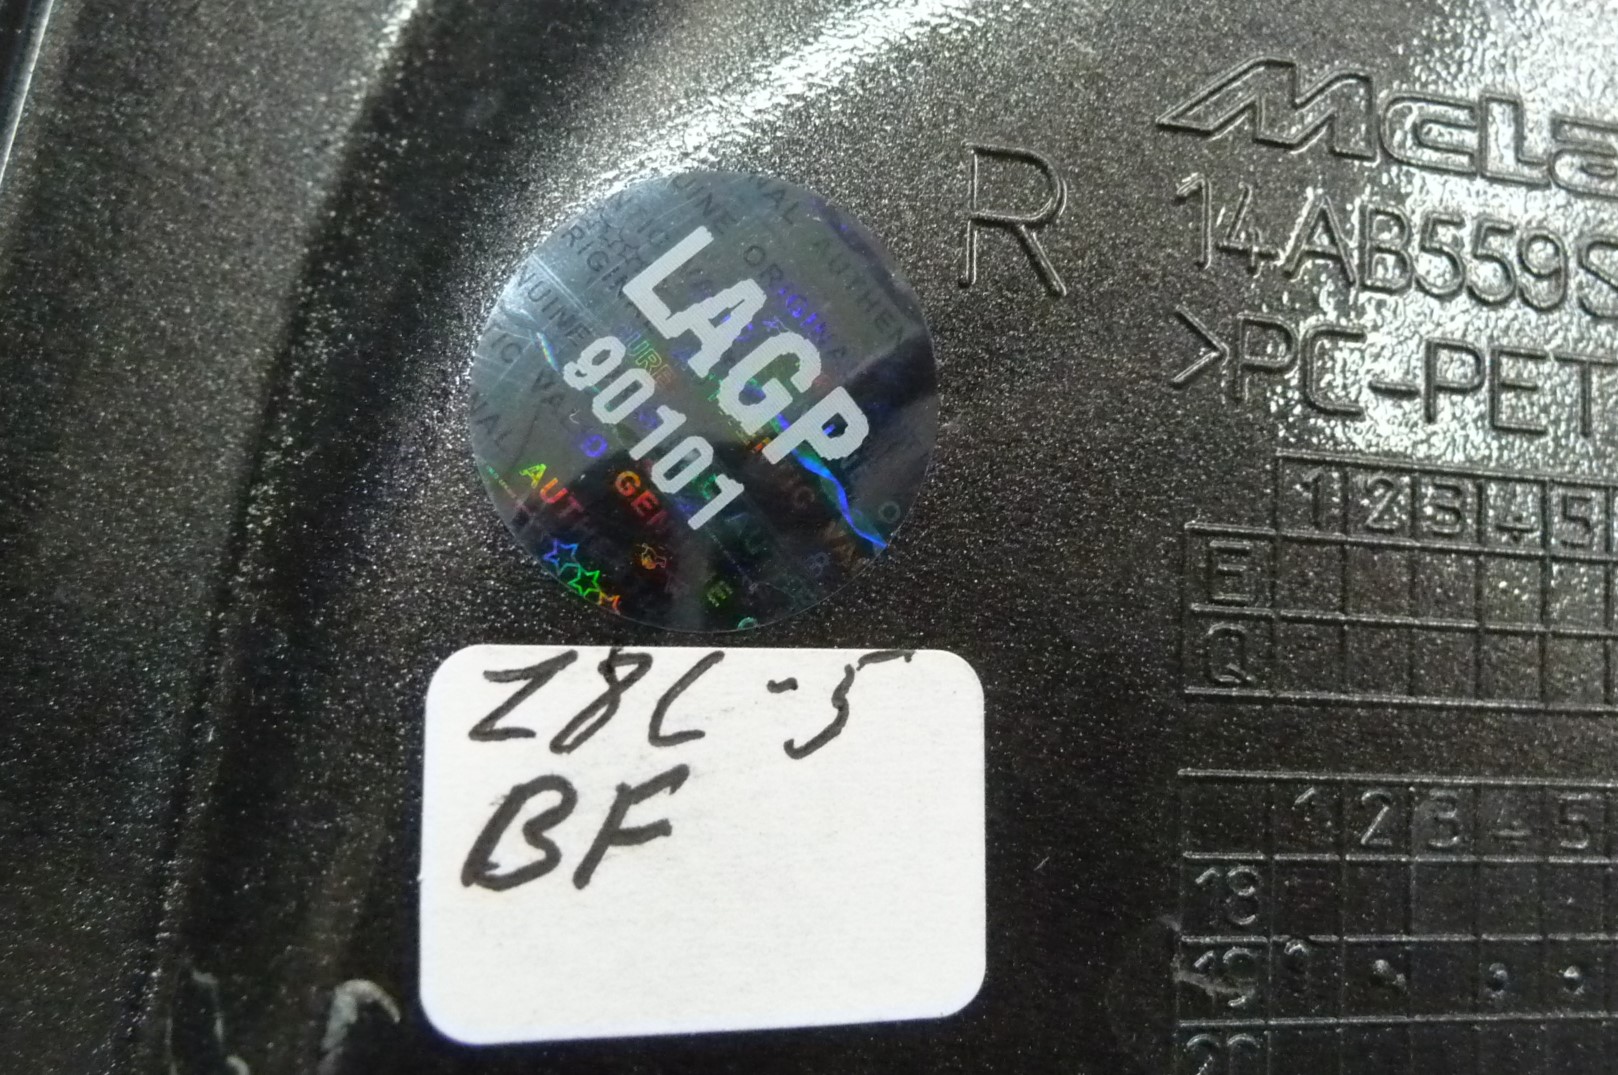 McLa
R
14AB559S
>PC-PET
LAGP
90101
1 2 3 4 5
E
Q
Z8C-5
BF
1 2 3 4 5
18
19
20